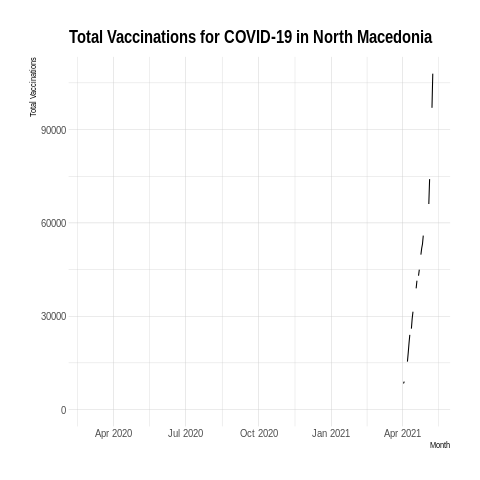 Total Vaccinations for COVID-19 in North Macedonia
Total Vaccinations
90000
60000
30000
0
Apr 2020 Jul 2020 Oct 2020 Jan 2021 Apr 2021
Month